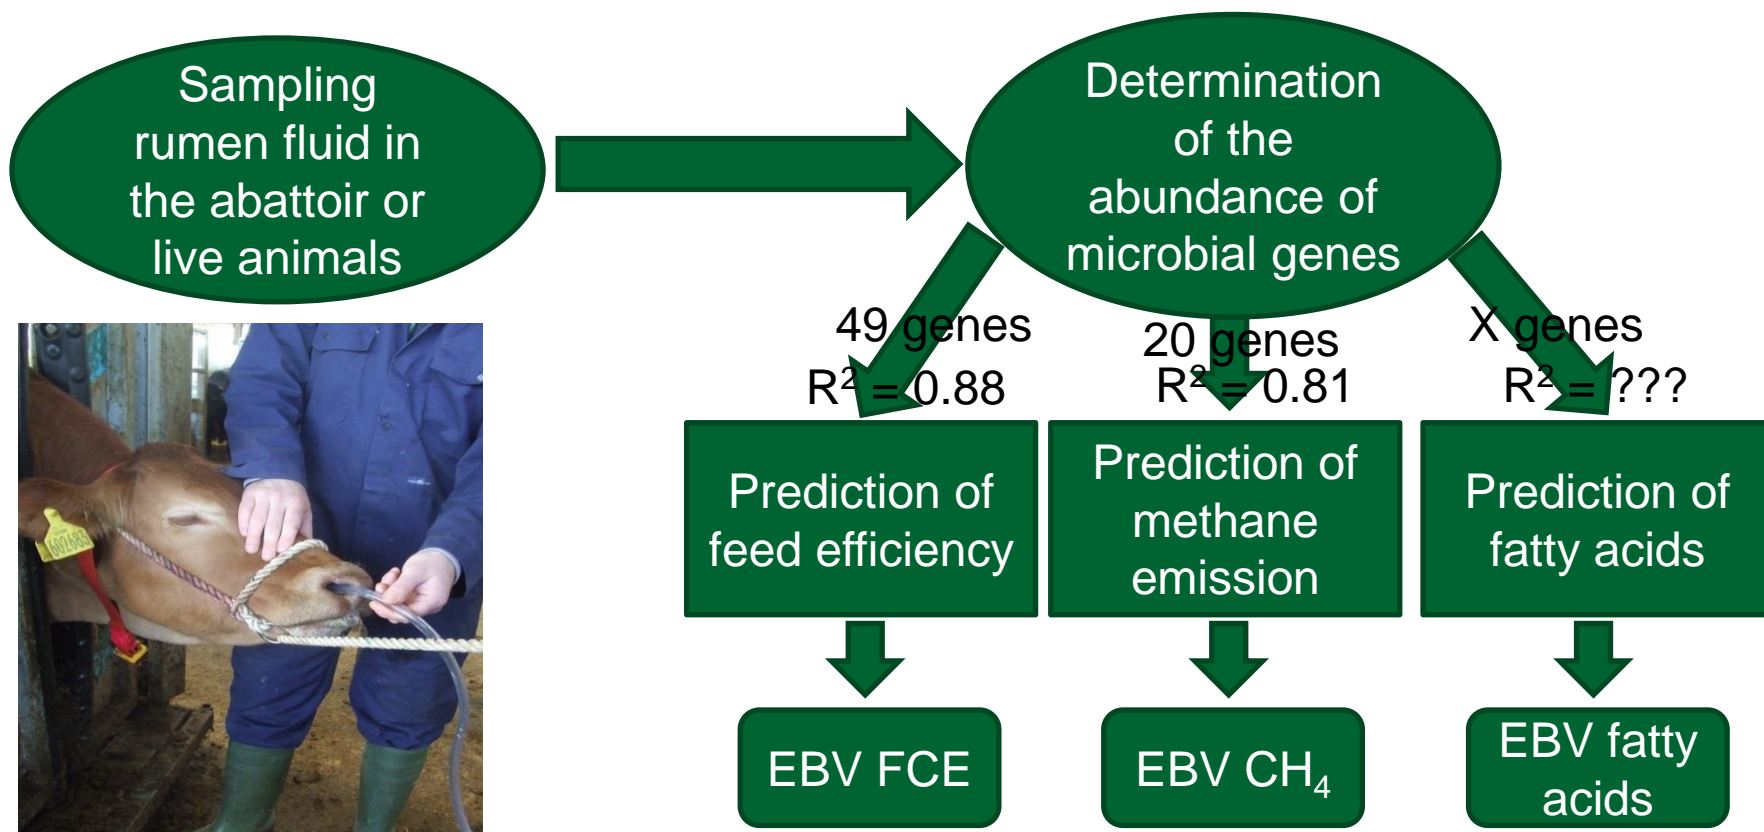 Sampling
rumen fluid in
the abattoir or
live animals
Determination
of the
abundance of
microbial genes
49 genes
R² = 0.88
20 genes
R² = 0.81
X genes
R² = ???
Prediction of
feed efficiency
Prediction of
methane
emission
Prediction of
fatty acids
EBV FCE
EBV CH₄
EBV fatty
acids